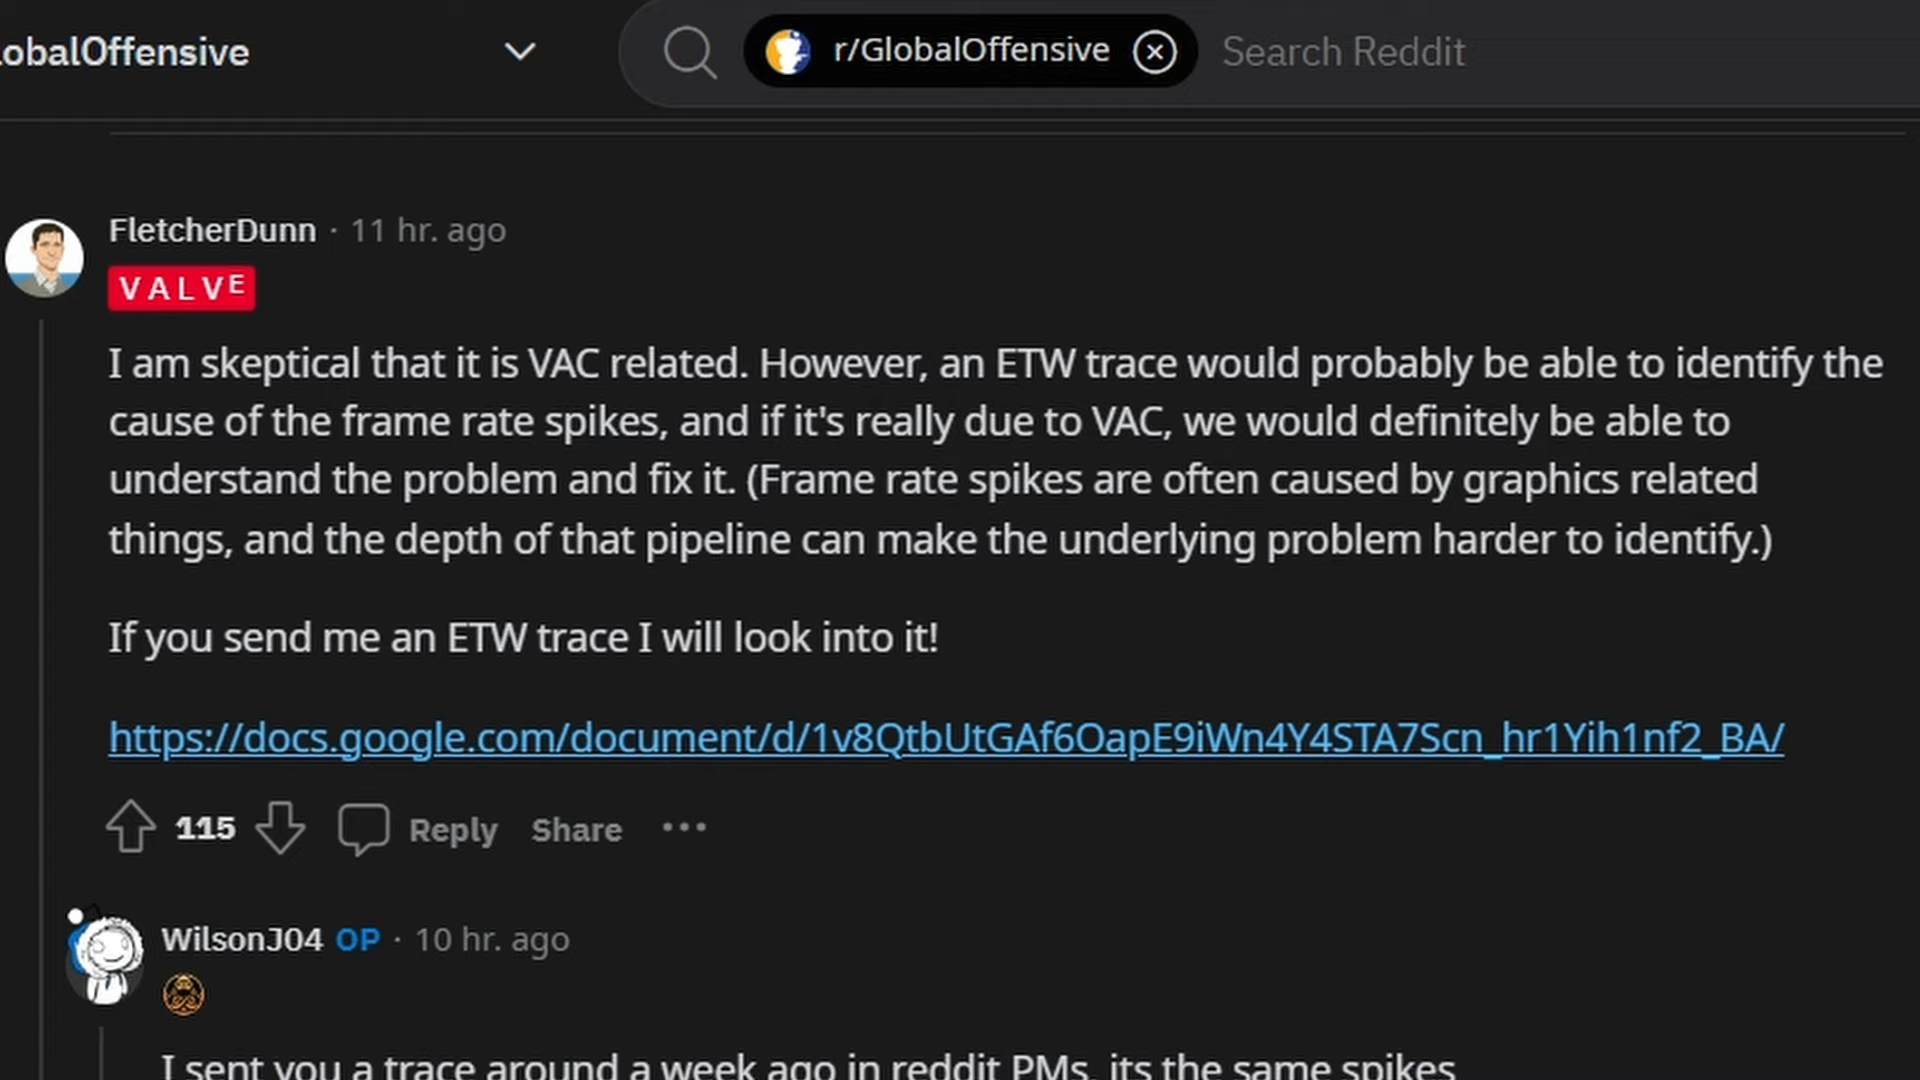 lobalOffensive
r/GlobalOffensive
Search Reddit
FletcherDunn · 11 hr. ago
VALVE
I am skeptical that it is VAC related. However, an ETW trace would probably be able to identify the
cause of the frame rate spikes, and if it's really due to VAC, we would definitely be able to
understand the problem and fix it. (Frame rate spikes are often caused by graphics related
things, and the depth of that pipeline can make the underlying problem harder to identify.)
If you send me an ETW trace I will look into it!
https://docs.google.com/document/d/1v8QtbUtGAf6OapE9iWn4Y4STA7Scn_hr1Yih1nf2_BA/
115
Reply
Share
WilsonJ04 OP · 10 hr. ago
I sent you a trace around a week ago in reddit PMs, its the same spikes